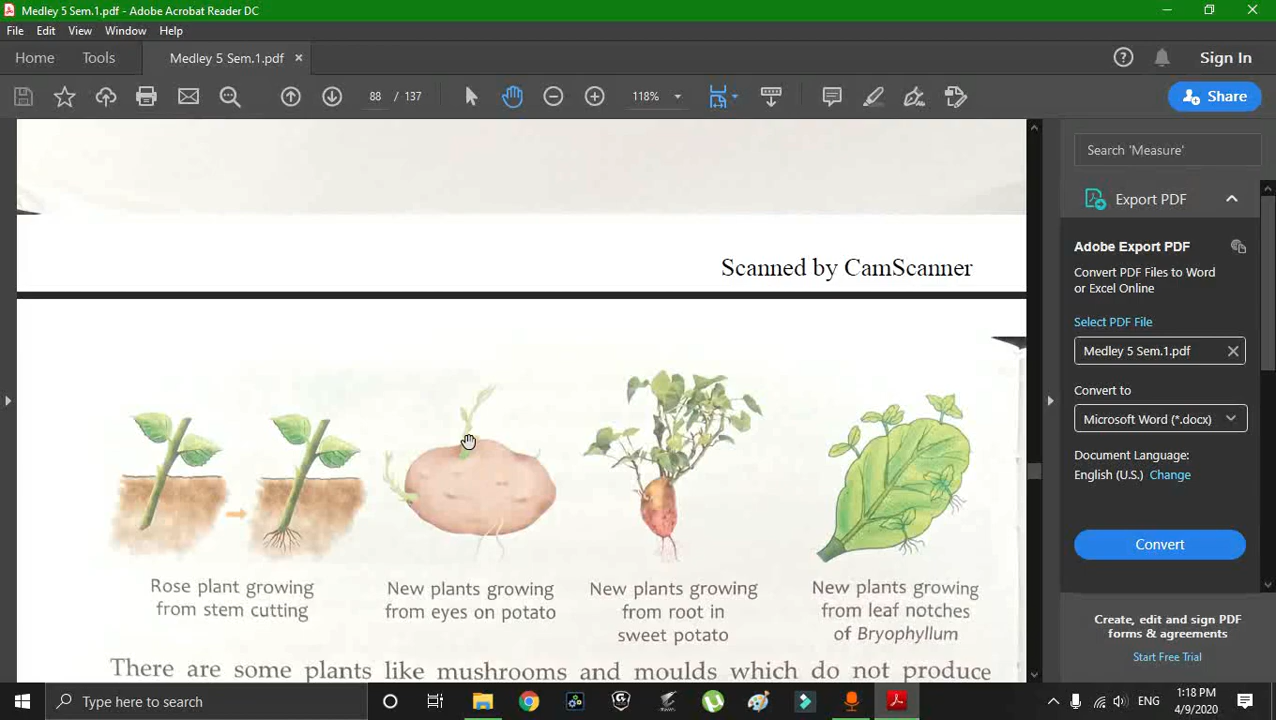 Medley 5 Sem.1.pdf - Adobe Acrobat Reader DC
File Edit View Window Help
Home Tools Medley 5 Sem.1.pdf × Sign In
88 / 137 118% Share
Search 'Measure'
Export PDF
Adobe Export PDF
Convert PDF Files to Word
or Excel Online
Select PDF File
Medley 5 Sem.1.pdf
Convert to
Microsoft Word (*.docx)
Document Language:
English (U.S.) Change
Convert
Create, edit and sign PDF
forms & agreements
Start Free Trial
Scanned by CamScanner
Rose plant growing
from stem cutting
New plants growing
from eyes on potato
New plants growing
from root in
sweet potato
New plants growing
from leaf notches
of Bryophyllum
There are some plants like mushrooms and moulds which do not produce
Type here to search
ENG
1:18 PM
4/9/2020